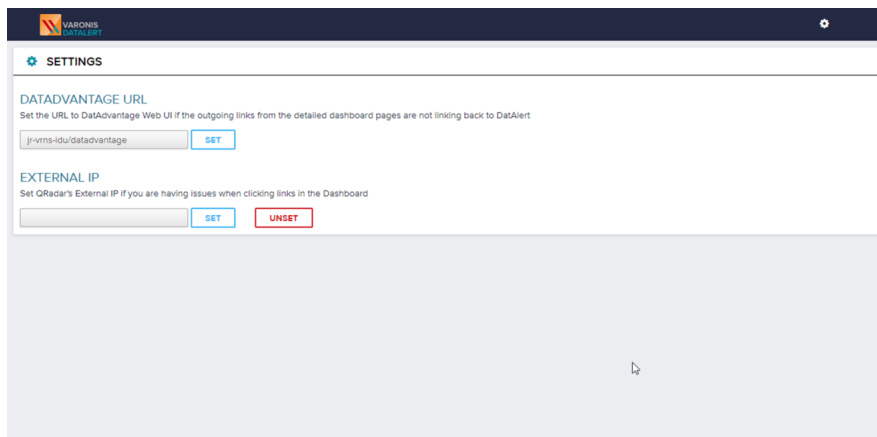 VARONIS
DATALERT
SETTINGS
DATADVANTAGE URL
Set the URL to DatAdvantage Web UI if the outgoing links from the detailed dashboard pages are not linking back to DatAlert
jr-vrns-idu/datadvantage
SET
EXTERNAL IP
Set QRadar's External IP if you are having issues when clicking links in the Dashboard
SET
UNSET